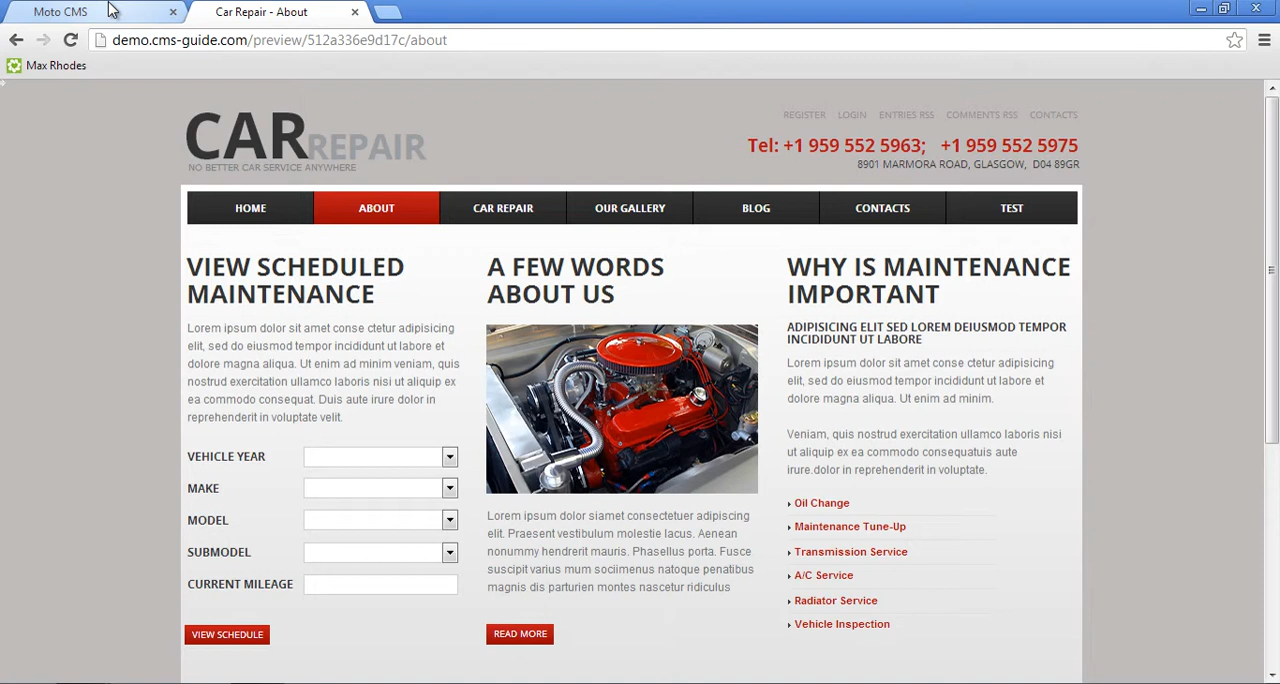 Moto CMS
Car Repair - About
demo.cms-guide.com/preview/512a336e9d17c/about
Max Rhodes
CARREPAIR
NO BETTER CAR SERVICE ANYWHERE
REGISTER LOGIN ENTRIES RSS COMMENTS RSS CONTACTS
Tel: +1 959 552 5963; +1 959 552 5975
8901 MARMORA ROAD, GLASGOW, D04 89GR
HOME ABOUT CAR REPAIR OUR GALLERY BLOG CONTACTS TEST
VIEW SCHEDULED
MAINTENANCE
Lorem ipsum dolor sit amet conse ctetur adipisicing
elit, sed do eiusmod tempor incididunt ut labore et
dolore magna aliqua. Ut enim ad minim veniam, quis
nostrud exercitation ullamco laboris nisi ut aliquip ex
ea commodo consequat. Duis aute irure dolor in
reprehenderit in voluptate velit.
VEHICLE YEAR
MAKE
MODEL
SUBMODEL
CURRENT MILEAGE
VIEW SCHEDULE
A FEW WORDS
ABOUT US
Lorem ipsum dolor siamet consectetuer adipiscing
elit. Praesent vestibulum molestie lacus. Aenean
nonummy hendrerit mauris. Phasellus porta. Fusce
suscipit varius mum sociimenus natoque penatibus
magnis dis parturien montes nascetur ridiculus
READ MORE
WHY IS MAINTENANCE
IMPORTANT
ADIPISICING ELIT SED LOREM DEIUSMOD TEMPOR
INCIDIDUNT UT LABORE
Lorem ipsum dolor sit amet conse ctetur adipisicing
elit, sed do eiusmod tempor incididunt ut labore et
dolore magna aliqua. Ut enim ad minim.
Veniam, quis nostrud exercitation ullamco laboris nisi
ut aliquip ex ea commodo consequatuis aute
irure.dolor in reprehenderit in voluptate.
Oil Change
Maintenance Tune-Up
Transmission Service
A/C Service
Radiator Service
Vehicle Inspection